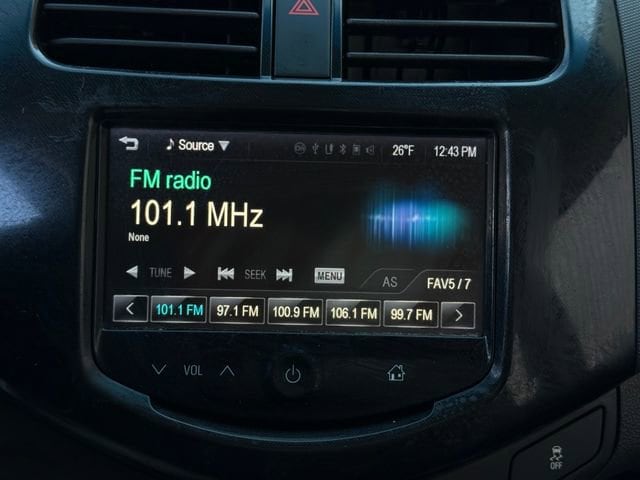 ♪ Source ▼ 26°F 12:43 PM
FM radio
101.1 MHz
None
TUNE SEEK MENU AS FAV5 / 7
101.1 FM 97.1 FM 100.9 FM 106.1 FM 99.7 FM
VOL
OFF